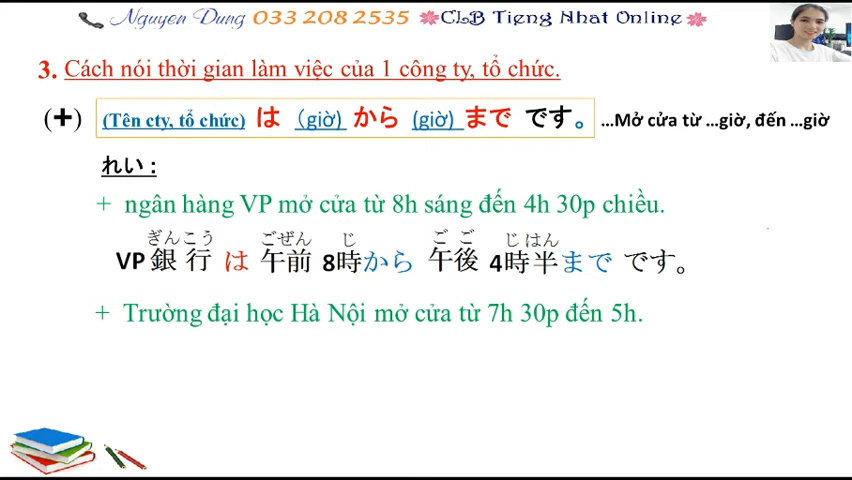 Nguyen Dung 033 208 2535 CLB Tieng Nhat Online
3. Cách nói thời gian làm việc của 1 công ty, tổ chức.
(+) (Tên cty, tổ chức) は (giờ) から (giờ) まで です。 ...Mở cửa từ ...giờ, đến ...giờ
れい :
+ ngân hàng VP mở cửa từ 8h sáng đến 4h 30p chiều.
ぎんこう ごぜん じ ごご じはん
VP銀行は午前8時から午後4時半までです。
+ Trường đại học Hà Nội mở cửa từ 7h 30p đến 5h.